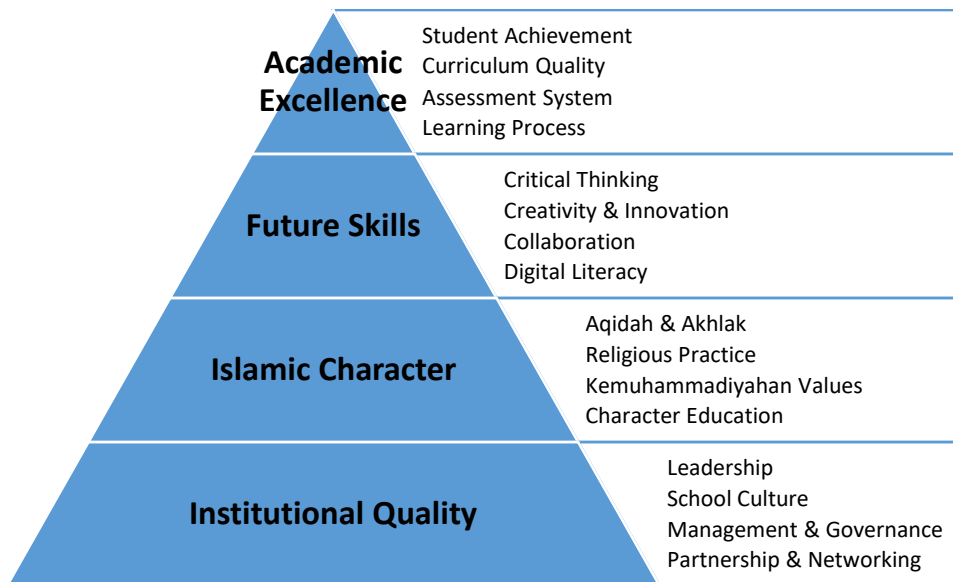 Academic
Excellence
Student Achievement
Curriculum Quality
Assessment System
Learning Process
Future Skills
Critical Thinking
Creativity & Innovation
Collaboration
Digital Literacy
Islamic Character
Aqidah & Akhlak
Religious Practice
Kemuhammadiyahan Values
Character Education
Institutional Quality
Leadership
School Culture
Management & Governance
Partnership & Networking